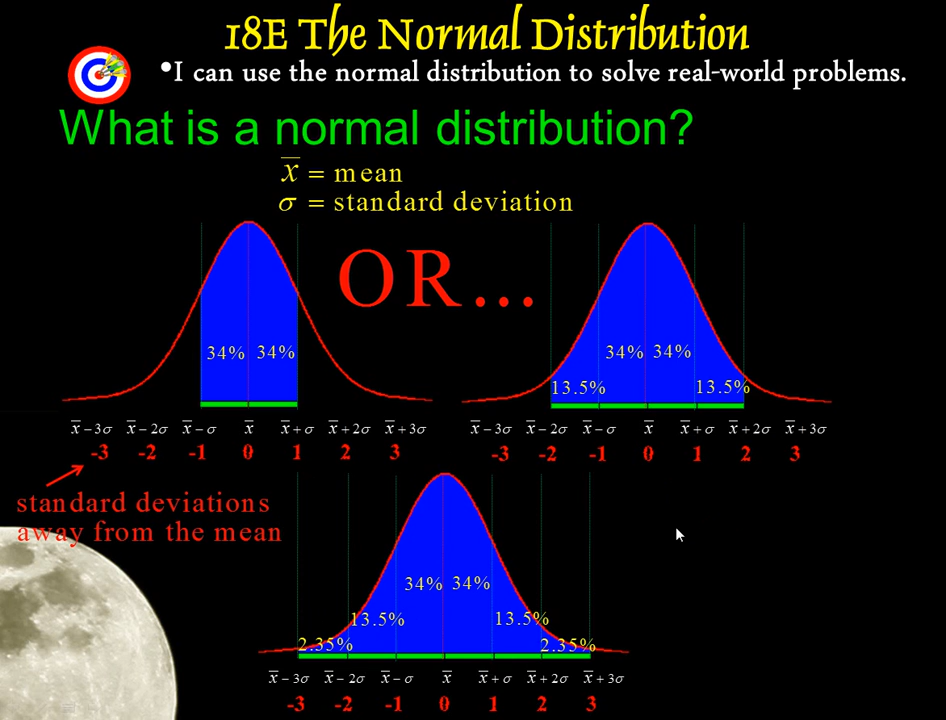 18E The Normal Distribution
•I can use the normal distribution to solve real-world problems.
What is a normal distribution?
x̅ = mean
σ = standard deviation
OR...
34% 34%
x̅ − 3σ x̅ − 2σ x̅ − σ x̅ x̅ + σ x̅ + 2σ x̅ + 3σ
-3 -2 -1 0 1 2 3
34% 34%
13.5% 13.5%
x̅ − 3σ x̅ − 2σ x̅ − σ x̅ x̅ + σ x̅ + 2σ x̅ + 3σ
-3 -2 -1 0 1 2 3
standard deviations
away from the mean
34% 34%
13.5% 13.5%
2.35% 2.35%
x̅ − 3σ x̅ − 2σ x̅ − σ x̅ x̅ + σ x̅ + 2σ x̅ + 3σ
-3 -2 -1 0 1 2 3